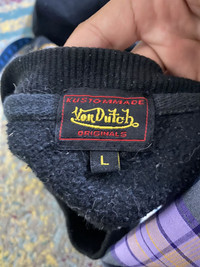 KUSTOMMADE
Von Dutch
ORIGINALS
L